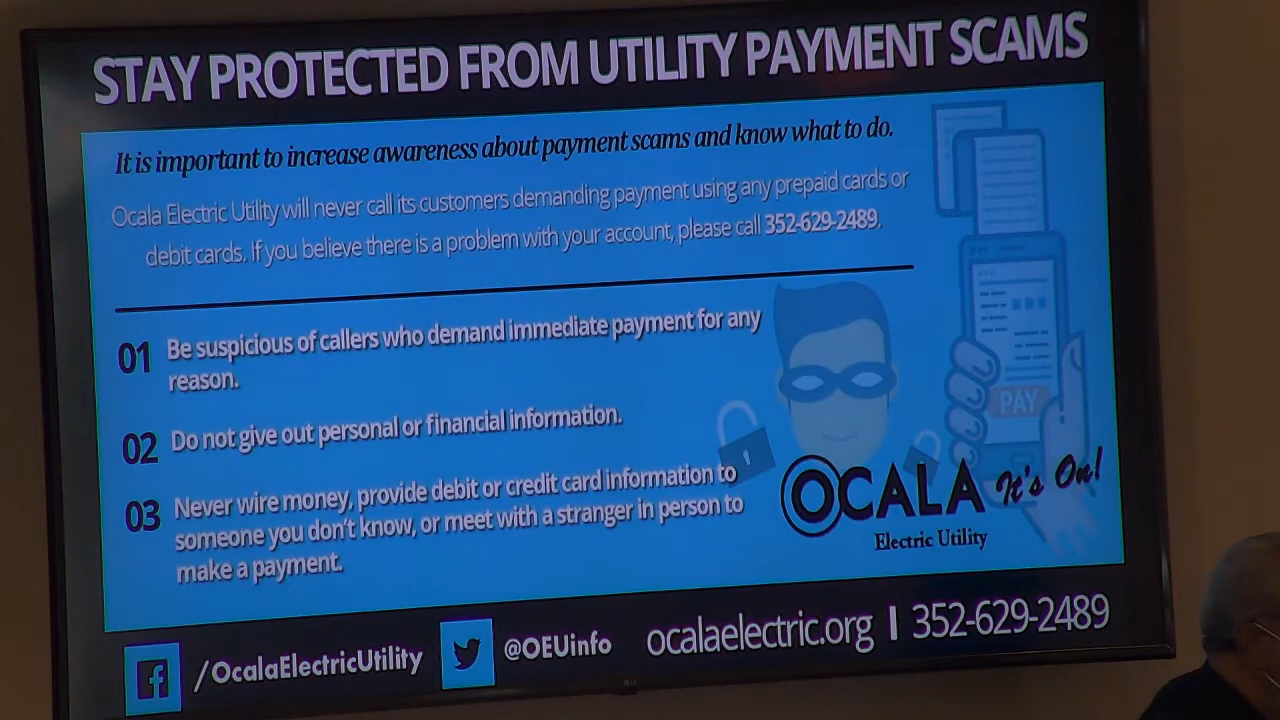 STAY PROTECTED FROM UTILITY PAYMENT SCAMS
It is important to increase awareness about payment scams and know what to do.
Ocala Electric Utility will never call its customers demanding payment using any prepaid cards or
debit cards. If you believe there is a problem with your account, please call 352-629-2489.
01 Be suspicious of callers who demand immediate payment for any
reason.
02 Do not give out personal or financial information.
03 Never wire money, provide debit or credit card information to
someone you don't know, or meet with a stranger in person to
make a payment.
PAY
OCALA It's On!
Electric Utility
/OcalaElectricUtility @OEUinfo ocalaelectric.org | 352-629-2489